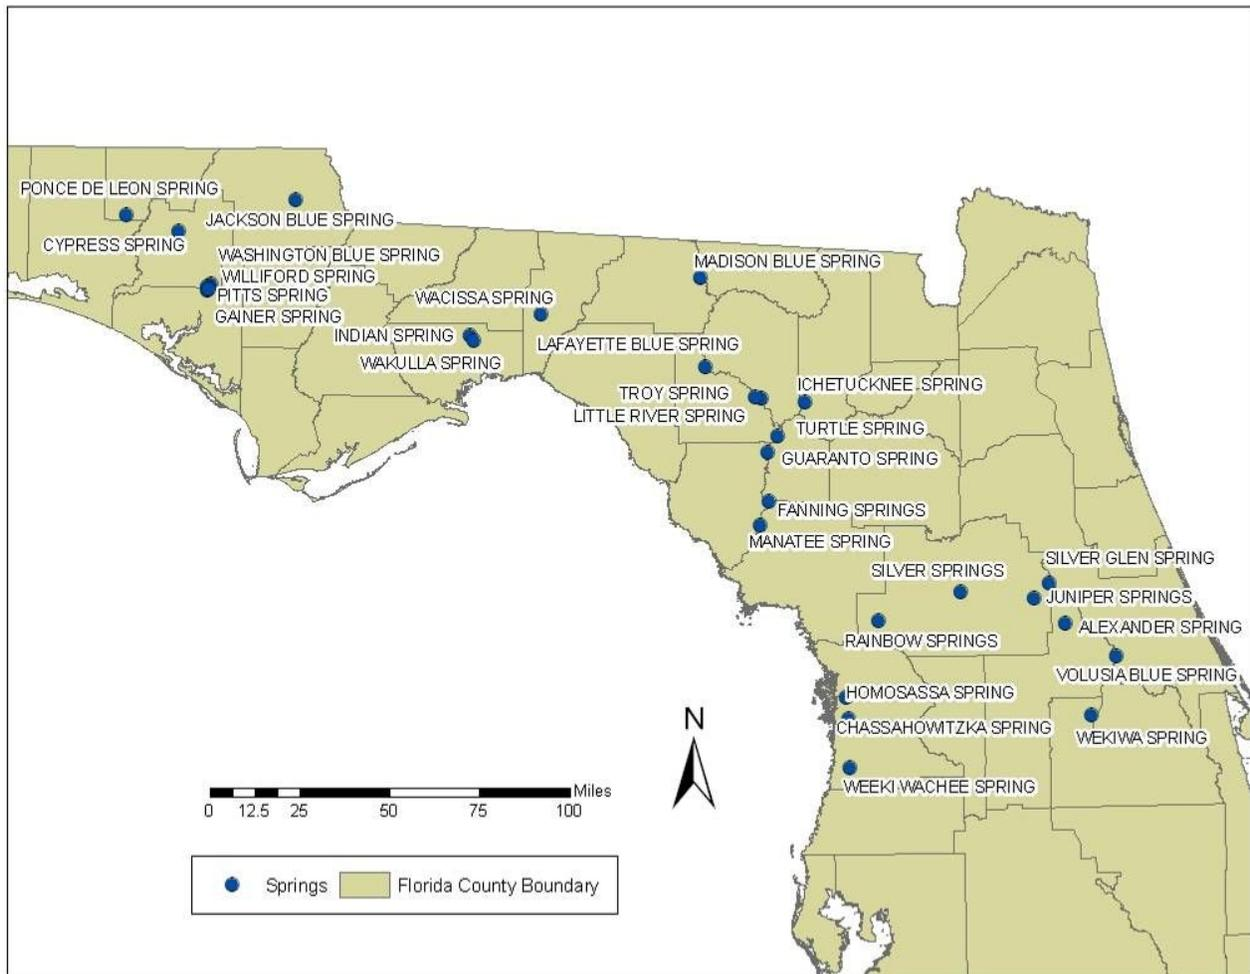 PONCE DE LEON SPRING
JACKSON BLUE SPRING
CYPRESS SPRING
WASHINGTON BLUE SPRING
WILLIFORD SPRING
PITTS SPRING
GAINER SPRING
MADISON BLUE SPRING
WACISSA SPRING
INDIAN SPRING
LAFAYETTE BLUE SPRING
WAKULLA SPRING
ICHETUCKNEE SPRING
TROY SPRING
LITTLE RIVER SPRING
TURTLE SPRING
GUARANTO SPRING
FANNING SPRINGS
MANATEE SPRING
SILVER GLEN SPRING
SILVER SPRINGS
JUNIPER SPRINGS
ALEXANDER SPRING
RAINBOW SPRINGS
VOLUSIA BLUE SPRING
HOMOSASSA SPRING
CHASSAHOWITZKA SPRING
WEKIWA SPRING
WEEKI WACHEE SPRING
N
Miles
0 12.5 25 50 75 100
Springs Florida County Boundary